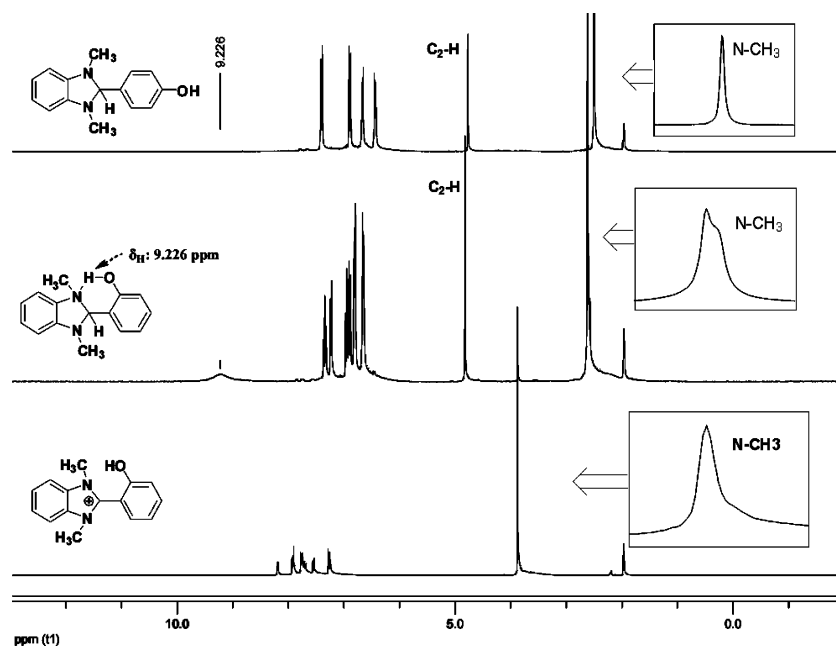 CH₃
N
N
H
CH₃
OH
9.226
C₂-H
N-CH₃
C₂-H
δH: 9.226 ppm
H₃C
H-O
N
N
H
CH₃
N-CH₃
H₃C
HO
N
N
⊕
H₃C
N-CH3
10.0
5.0
0.0
ppm (t1)